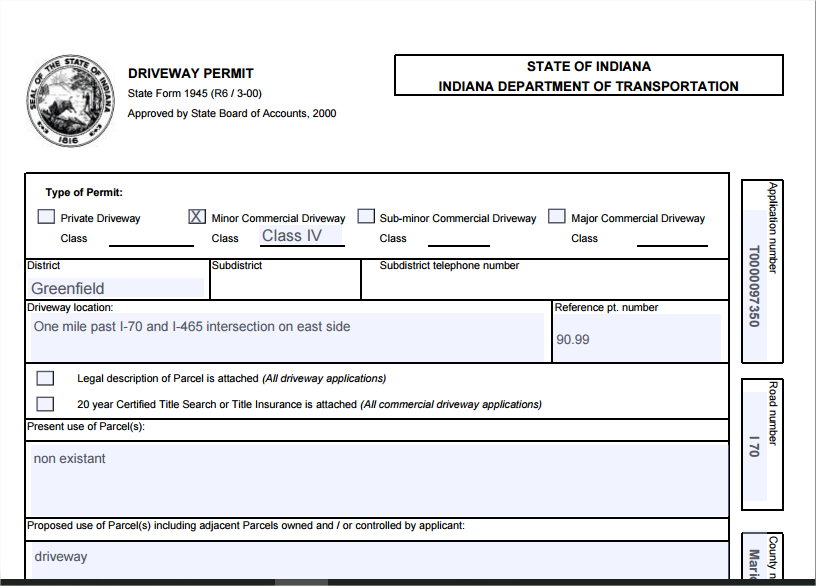 SEAL OF THE STATE OF INDIANA
1816
DRIVEWAY PERMIT
State Form 1945 (R6 / 3-00)
Approved by State Board of Accounts, 2000
STATE OF INDIANA
INDIANA DEPARTMENT OF TRANSPORTATION
Type of Permit:
Private Driveway X Minor Commercial Driveway Sub-minor Commercial Driveway Major Commercial Driveway
Class Class Class IV Class Class
District Subdistrict Subdistrict telephone number
Greenfield
Driveway location: Reference pt. number
One mile past I-70 and I-465 intersection on east side
90.99
Legal description of Parcel is attached (All driveway applications)
20 year Certified Title Search or Title Insurance is attached (All commercial driveway applications)
Present use of Parcel(s):
non existant
Proposed use of Parcel(s) including adjacent Parcels owned and / or controlled by applicant:
driveway
Application number
T0000097350
Road number
I 70
County